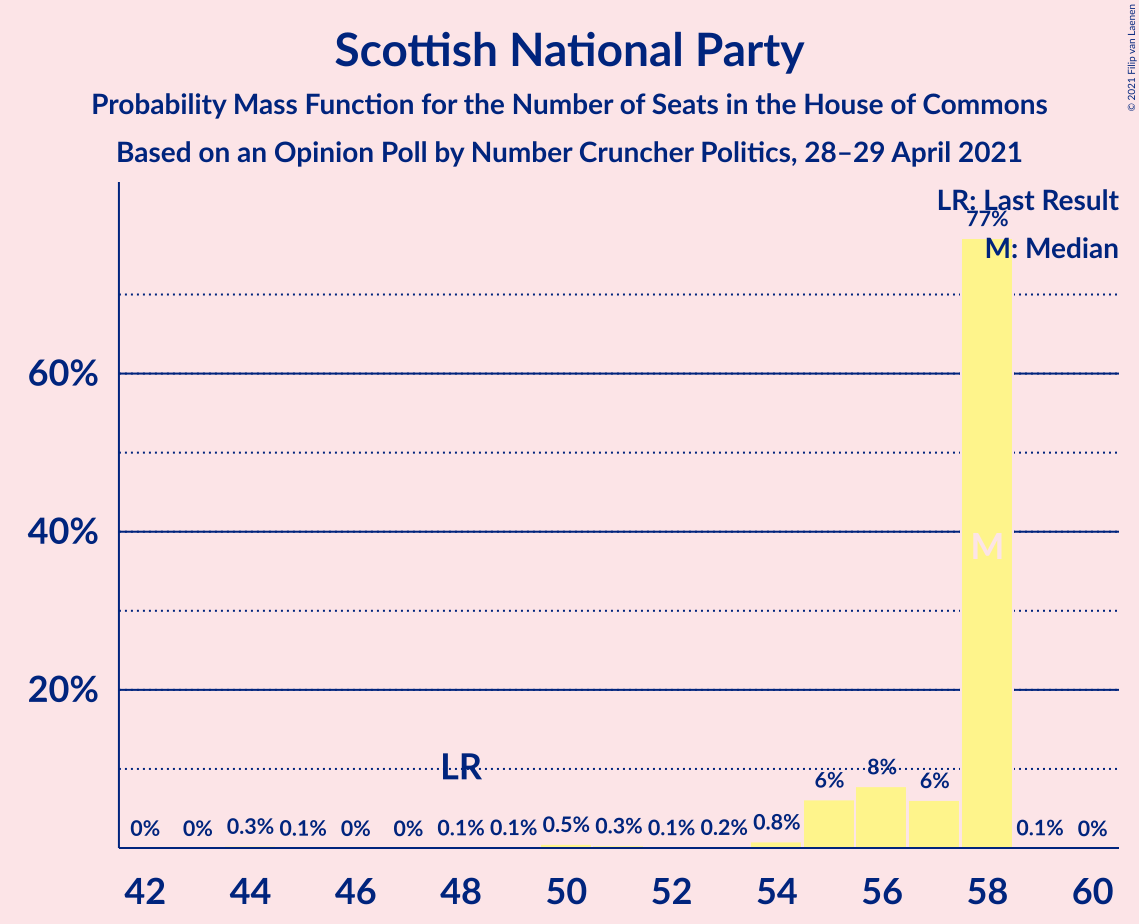 © 2021 Filip van Laenen
Scottish National Party
Probability Mass Function for the Number of Seats in the House of Commons
Based on an Opinion Poll by Number Cruncher Politics, 28–29 April 2021
LR: Last Result
77%
M: Median
60%
40%
M
20%
LR
0% 0% 0.3% 0.1% 0% 0% 0.1% 0.1% 0.5% 0.3% 0.1% 0.2% 0.8% 6% 8% 6% 0.1% 0%
42 44 46 48 50 52 54 56 58 60